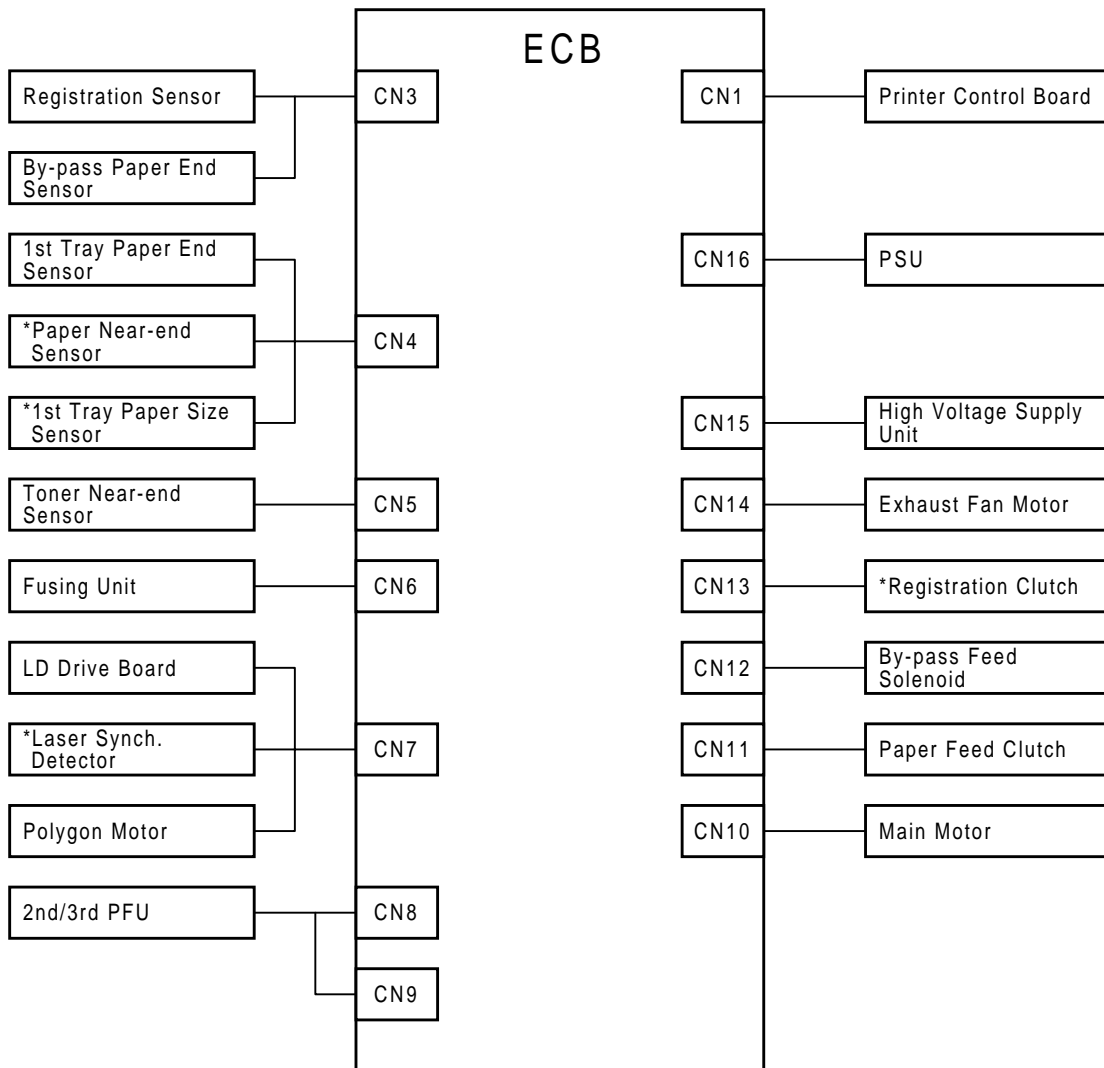 ECB
Registration Sensor
CN3
CN1
Printer Control Board
By-pass Paper End
Sensor
1st Tray Paper End
Sensor
CN16
PSU
*Paper Near-end
Sensor
CN4
*1st Tray Paper Size
Sensor
CN15
High Voltage Supply
Unit
Toner Near-end
Sensor
CN5
CN14
Exhaust Fan Motor
Fusing Unit
CN6
CN13
*Registration Clutch
LD Drive Board
CN12
By-pass Feed
Solenoid
*Laser Synch.
Detector
CN7
CN11
Paper Feed Clutch
Polygon Motor
CN10
Main Motor
2nd/3rd PFU
CN8
CN9